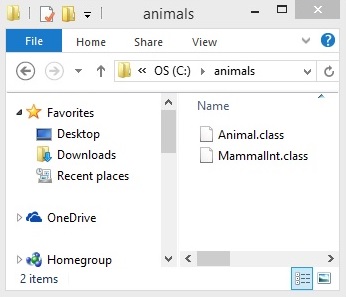 animals
File Home Share View
« OS (C:) animals
Name
Favorites
Desktop
Downloads
Recent places
OneDrive
Homegroup
Animal.class
MammalInt.class
2 items